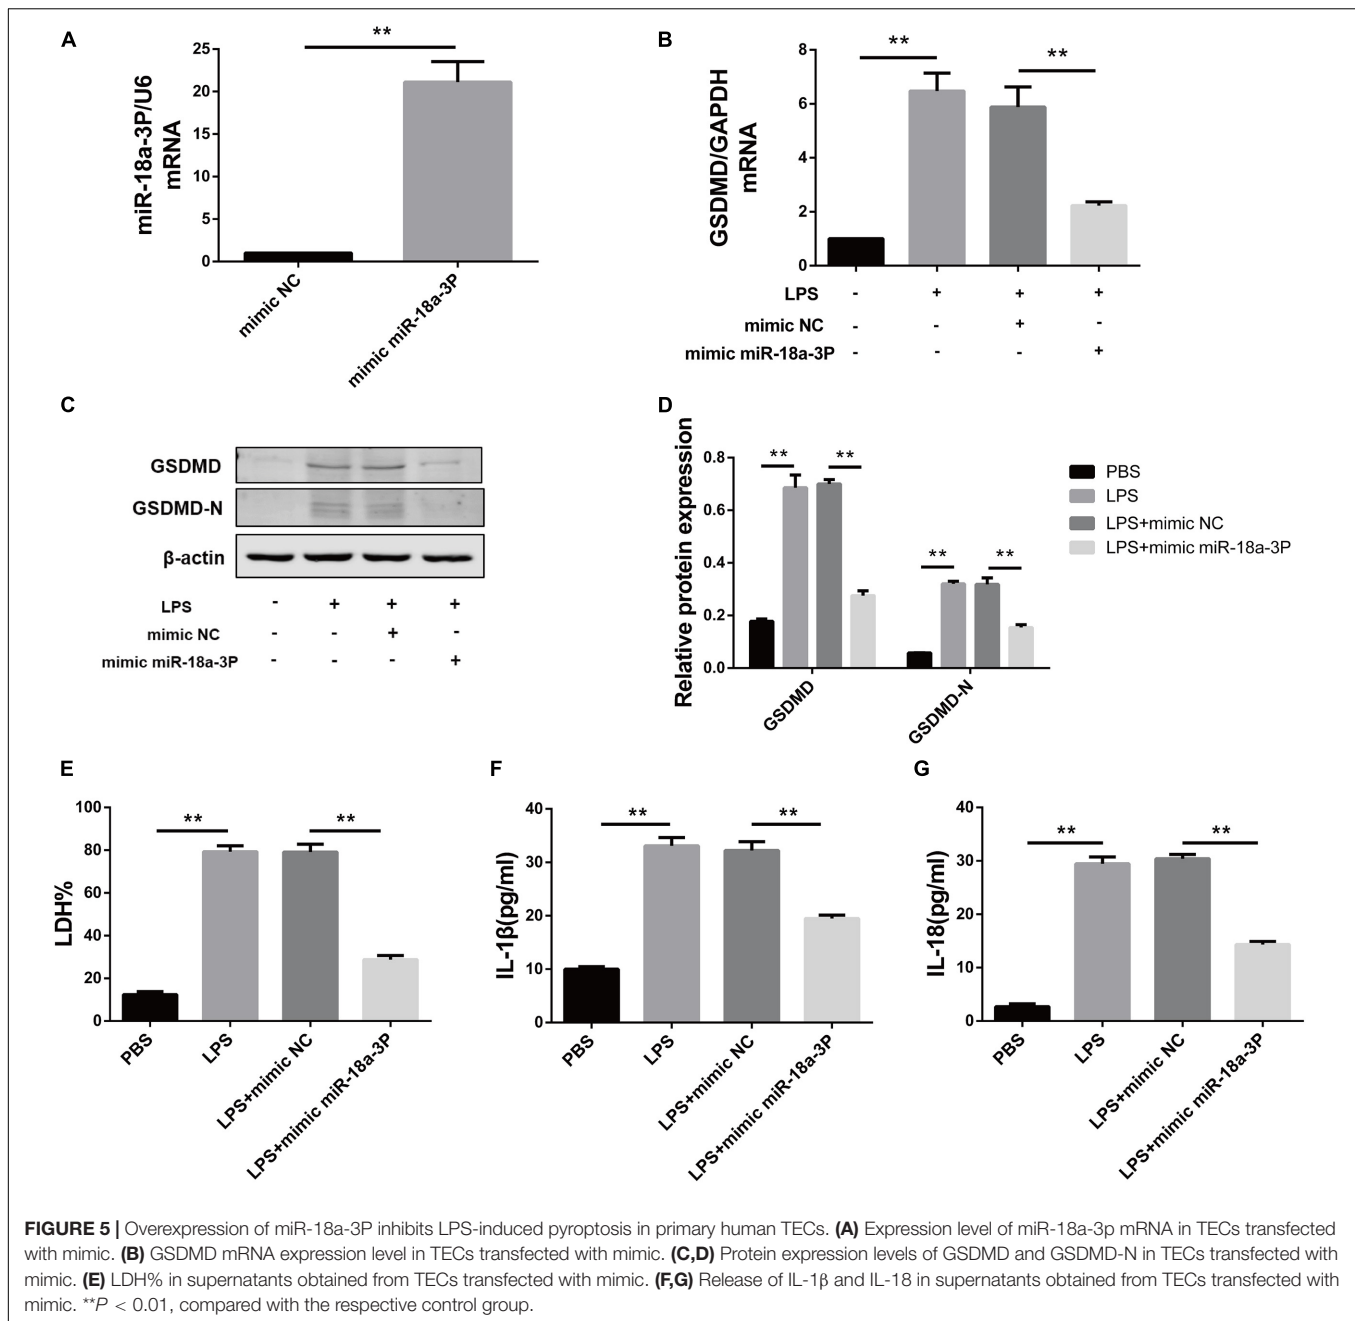 A
**
25
20
15
10
5
0
miR-18a-3P/U6
mRNA
mimic NC
mimic miR-18a-3P
B
**
**
8
6
4
2
0
GSDMD/GAPDH
mRNA
LPS - + + +
mimic NC - - + -
mimic miR-18a-3P - - - +
C
GSDMD
GSDMD-N
β-actin
LPS - + + +
mimic NC - - + -
mimic miR-18a-3P - - - +
D
** **
** **
0.8
0.6
0.4
0.2
0.0
Relative protein expression
GSDMD
GSDMD-N
PBS
LPS
LPS+mimic NC
LPS+mimic miR-18a-3P
E
** **
100
80
60
40
20
0
LDH%
PBS
LPS
LPS+mimic NC
LPS+mimic miR-18a-3P
F
** **
40
30
20
10
0
IL-1β(pg/ml)
PBS
LPS
LPS+mimic NC
LPS+mimic miR-18a-3P
G
** **
40
30
20
10
0
IL-18(pg/ml)
PBS
LPS
LPS+mimic NC
LPS+mimic miR-18a-3P
FIGURE 5 | Overexpression of miR-18a-3P inhibits LPS-induced pyroptosis in primary human TECs. (A) Expression level of miR-18a-3p mRNA in TECs transfected
with mimic. (B) GSDMD mRNA expression level in TECs transfected with mimic. (C,D) Protein expression levels of GSDMD and GSDMD-N in TECs transfected with
mimic. (E) LDH% in supernatants obtained from TECs transfected with mimic. (F,G) Release of IL-1β and IL-18 in supernatants obtained from TECs transfected with
mimic. **P < 0.01, compared with the respective control group.